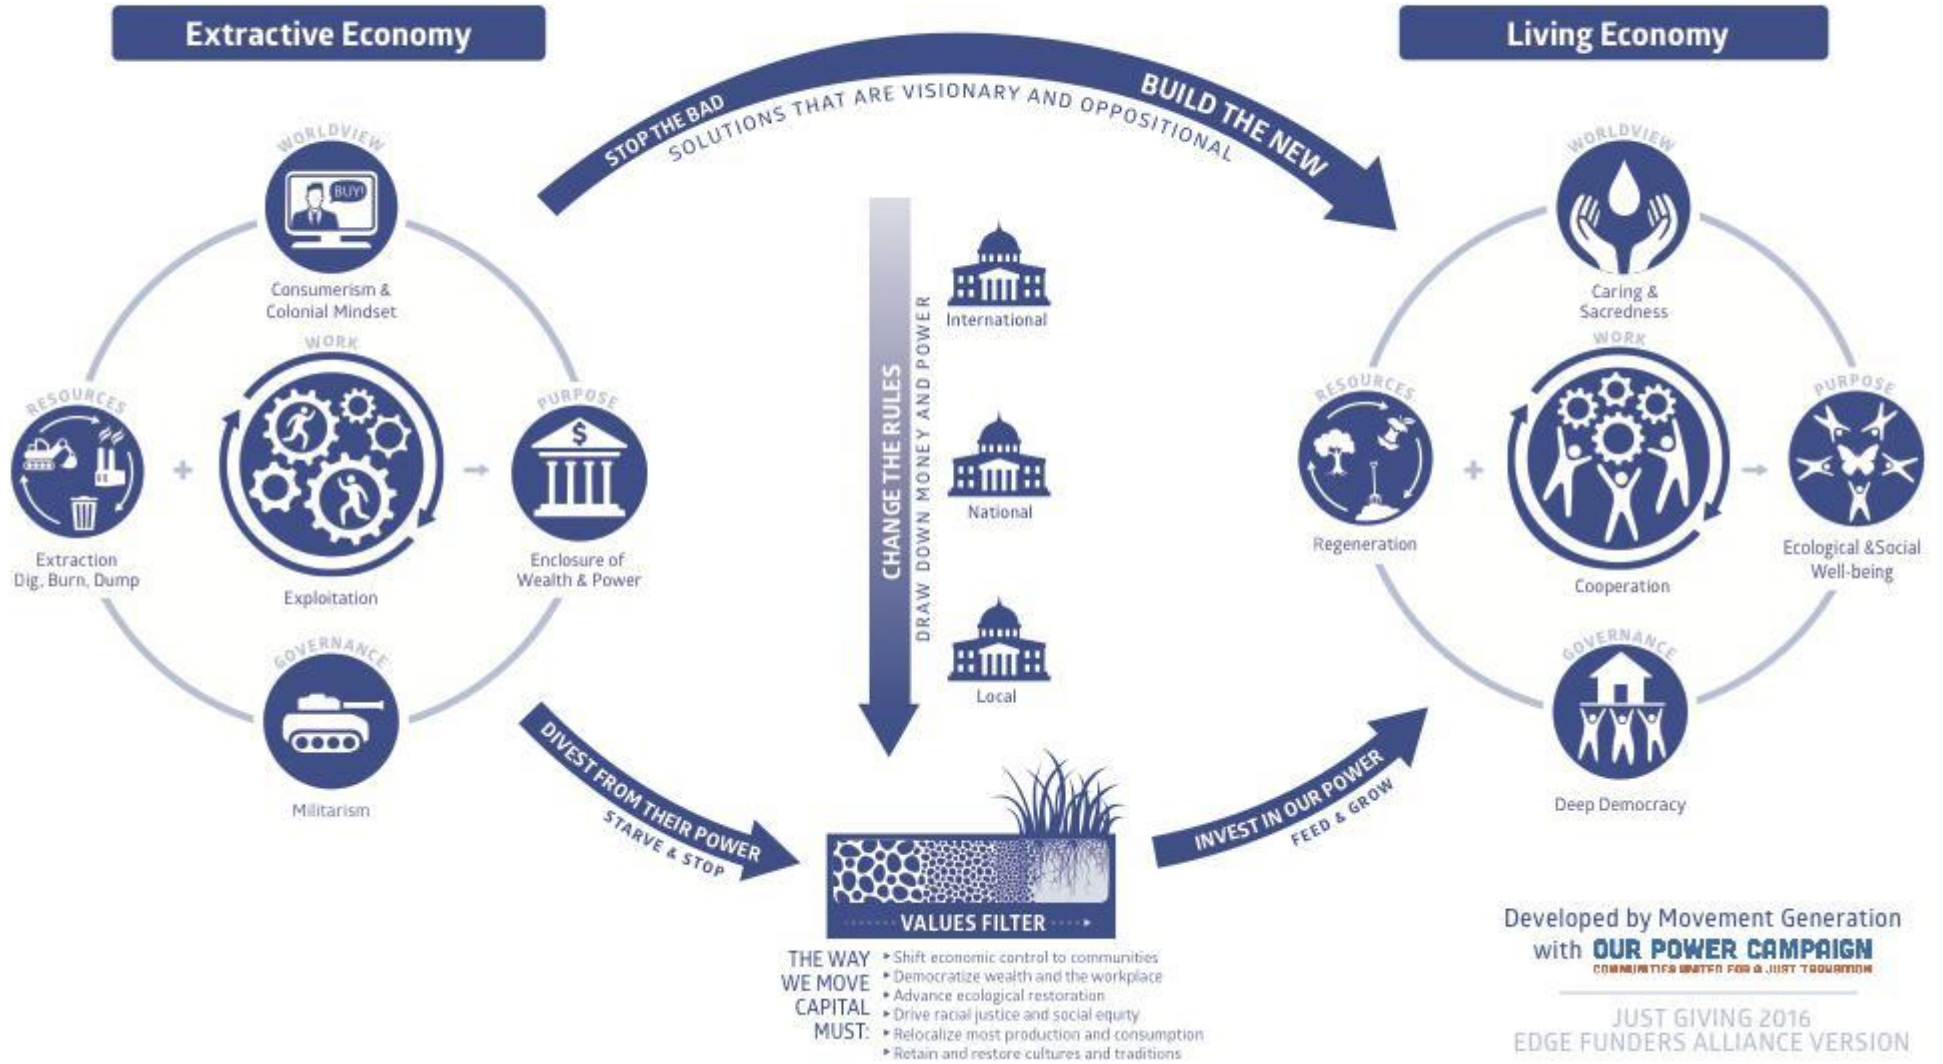 Extractive Economy
Living Economy
STOP THE BAD
BUILD THE NEW
SOLUTIONS THAT ARE VISIONARY AND OPPOSITIONAL
WORLDVIEW
BUY!
Consumerism &
Colonial Mindset
WORK
RESOURCES
PURPOSE
$
Extraction
Dig, Burn, Dump
Exploitation
Enclosure of
Wealth & Power
GOVERNANCE
Militarism
CHANGE THE RULES
DRAW DOWN MONEY AND POWER
International
National
Local
WORLDVIEW
Caring &
Sacredness
WORK
RESOURCES
PURPOSE
Regeneration
Cooperation
Ecological &Social
Well-being
GOVERNANCE
Deep Democracy
DIVEST FROM THEIR POWER
STARVE & STOP
INVEST IN OUR POWER
FEED & GROW
VALUES FILTER
THE WAY
WE MOVE
CAPITAL
MUST:
Shift economic control to communities
Democratize wealth and the workplace
Advance ecological restoration
Drive racial justice and social equity
Relocalize most production and consumption
Retain and restore cultures and traditions
Developed by Movement Generation
with OUR POWER CAMPAIGN
COMMUNITIES UNITED FOR A JUST TRANSITION
JUST GIVING 2016
EDGE FUNDERS ALLIANCE VERSION